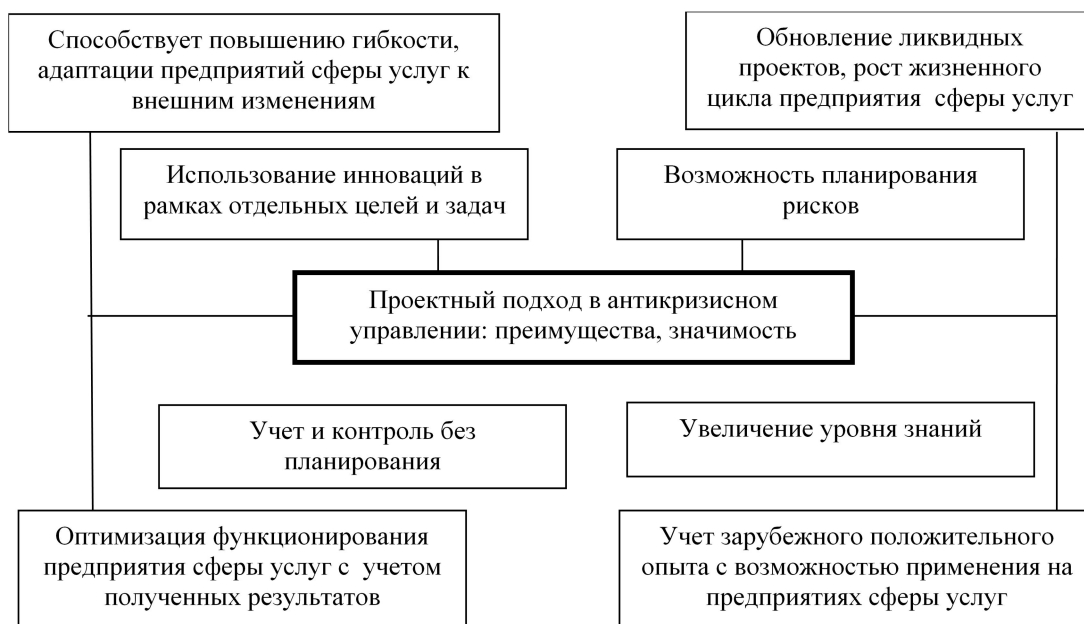 Способствует повышению гибкости,
адаптации предприятий сферы услуг к
внешним изменениям
Обновление ликвидных
проектов, рост жизненного
цикла предприятия сферы услуг
Использование инноваций в
рамках отдельных целей и задач
Возможность планирования
рисков
Проектный подход в антикризисном
управлении: преимущества, значимость
Учет и контроль без
планирования
Увеличение уровня знаний
Оптимизация функционирования
предприятия сферы услуг с учетом
полученных результатов
Учет зарубежного положительного
опыта с возможностью применения на
предприятиях сферы услуг